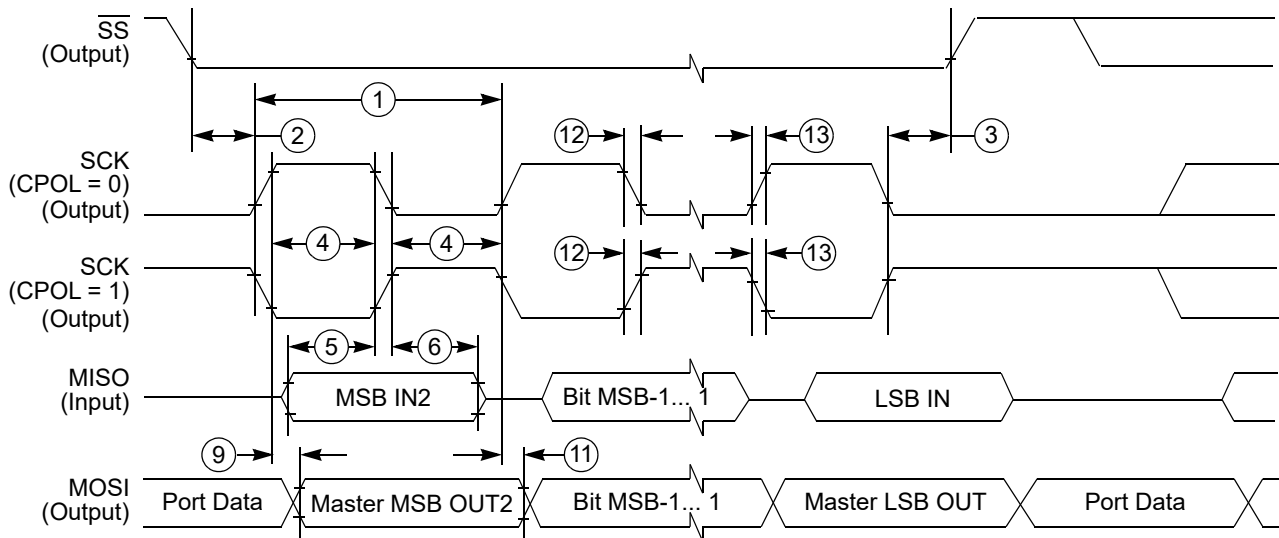 SS
(Output)
1
2
12
13
3
SCK
(CPOL = 0)
(Output)
4
4
12
13
SCK
(CPOL = 1)
(Output)
5
6
MISO
(Input)
MSB IN2
Bit MSB-1... 1
LSB IN
9
11
MOSI
(Output)
Port Data
Master MSB OUT2
Bit MSB-1... 1
Master LSB OUT
Port Data